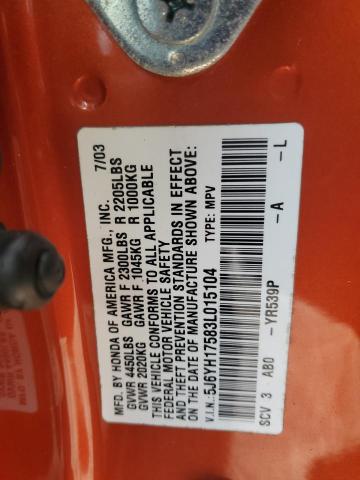 MFD. BY HONDA OF AMERICA MFG., INC. 7/03
GVWR 4450LBS GAWR F 2300LBS R 2205LBS
GVWR 2020KG GAWR F 1045KG R 1000KG
THIS VEHICLE CONFORMS TO ALL APPLICABLE
FEDERAL MOTOR VEHICLE SAFETY
AND THEFT PREVENTION STANDARDS IN EFFECT
ON THE DATE OF MANUFACTURE SHOWN ABOVE:
V.I.N.: 5J6YH17583L015104 TYPE: MPV
SCV 3 AB0 -YR539P -A -L